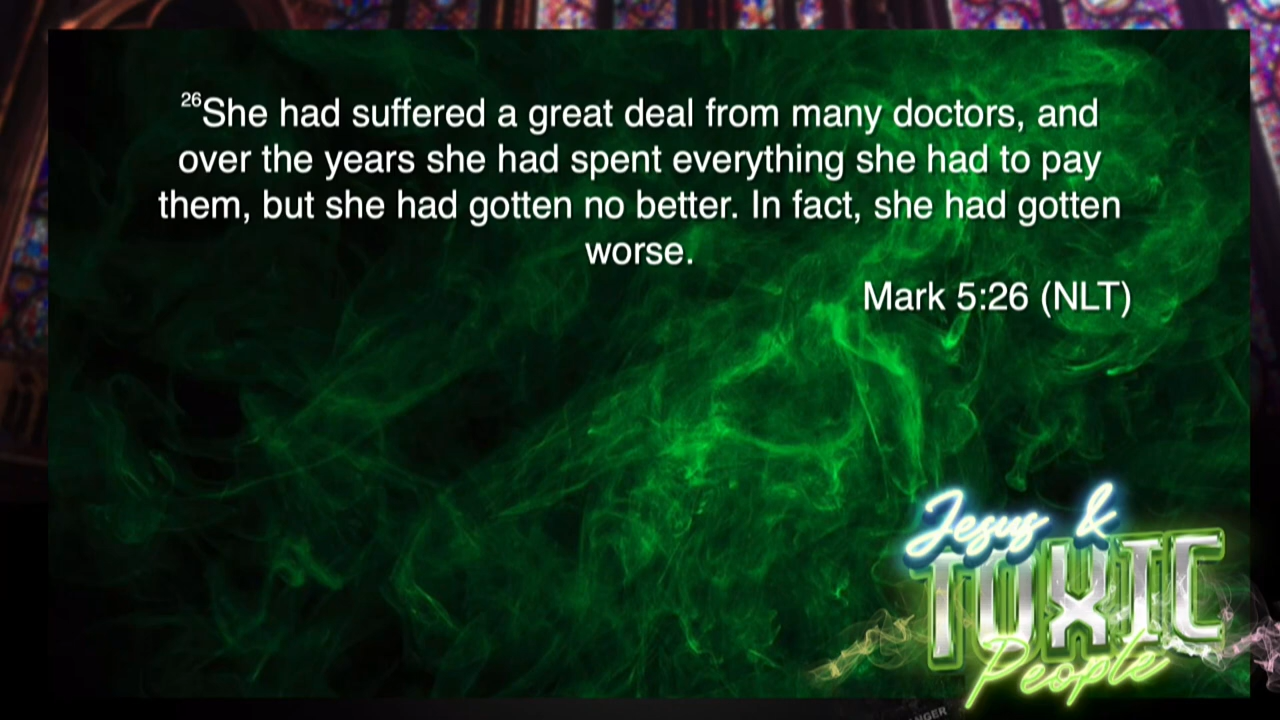 26She had suffered a great deal from many doctors, and
over the years she had spent everything she had to pay
them, but she had gotten no better. In fact, she had gotten
worse.
Mark 5:26 (NLT)
Jesus &
TOXIC
People